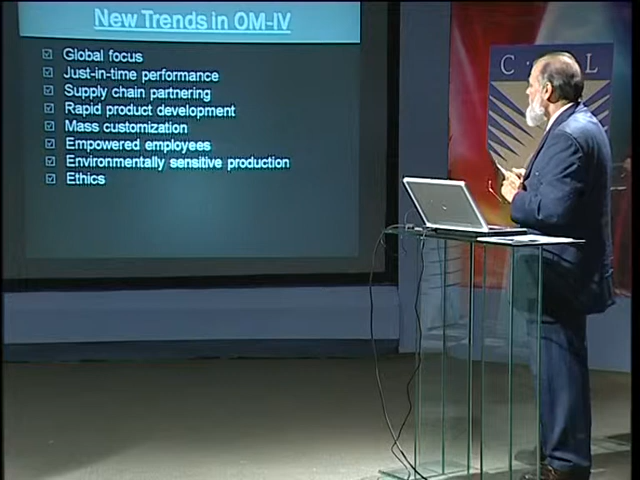 New Trends in OM-IV
Global focus
Just-in-time performance
Supply chain partnering
Rapid product development
Mass customization
Empowered employees
Environmentally sensitive production
Ethics